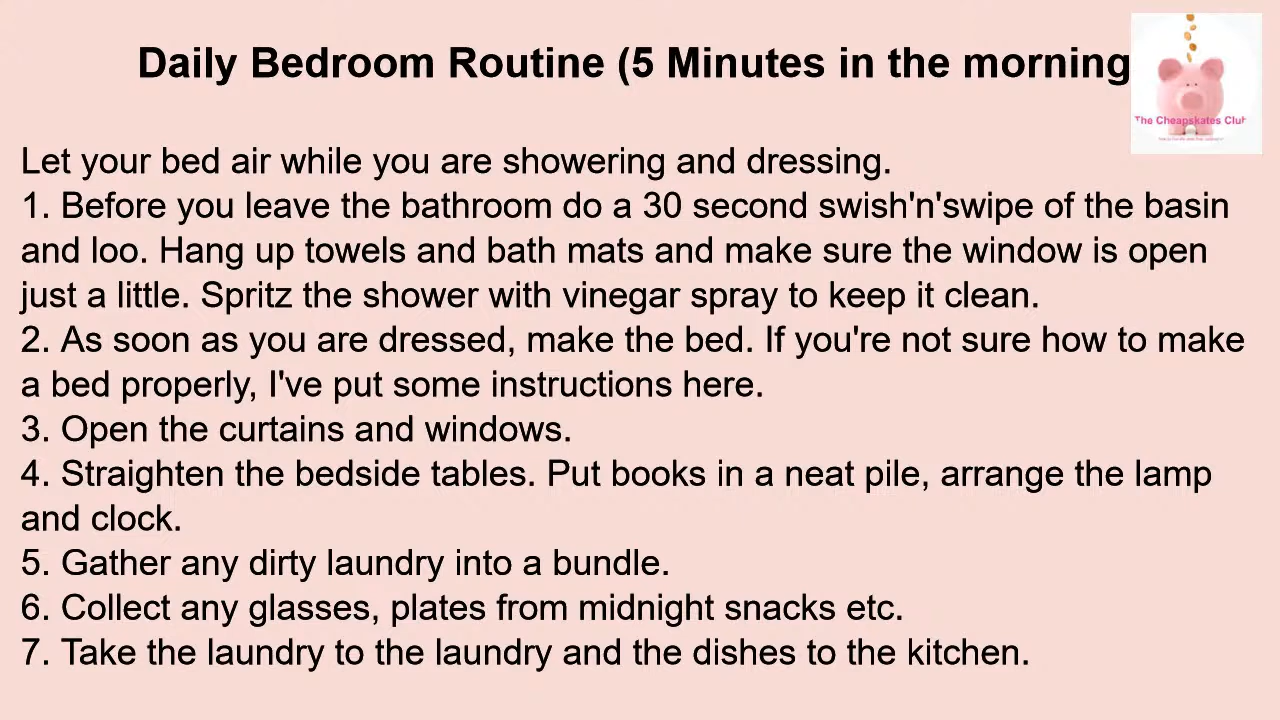 Daily Bedroom Routine (5 Minutes in the morning
The Cheapskates Club
Let your bed air while you are showering and dressing.
1. Before you leave the bathroom do a 30 second swish'n'swipe of the basin
and loo. Hang up towels and bath mats and make sure the window is open
just a little. Spritz the shower with vinegar spray to keep it clean.
2. As soon as you are dressed, make the bed. If you're not sure how to make
a bed properly, I've put some instructions here.
3. Open the curtains and windows.
4. Straighten the bedside tables. Put books in a neat pile, arrange the lamp
and clock.
5. Gather any dirty laundry into a bundle.
6. Collect any glasses, plates from midnight snacks etc.
7. Take the laundry to the laundry and the dishes to the kitchen.